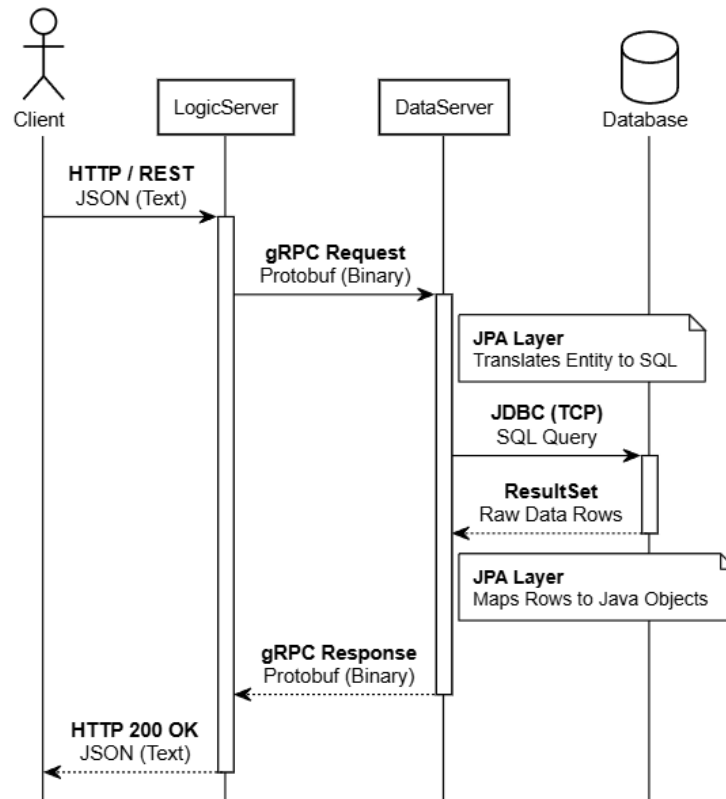 Client
LogicServer
DataServer
Database
HTTP / REST
JSON (Text)
gRPC Request
Protobuf (Binary)
JPA Layer
Translates Entity to SQL
JDBC (TCP)
SQL Query
ResultSet
Raw Data Rows
JPA Layer
Maps Rows to Java Objects
gRPC Response
Protobuf (Binary)
HTTP 200 OK
JSON (Text)